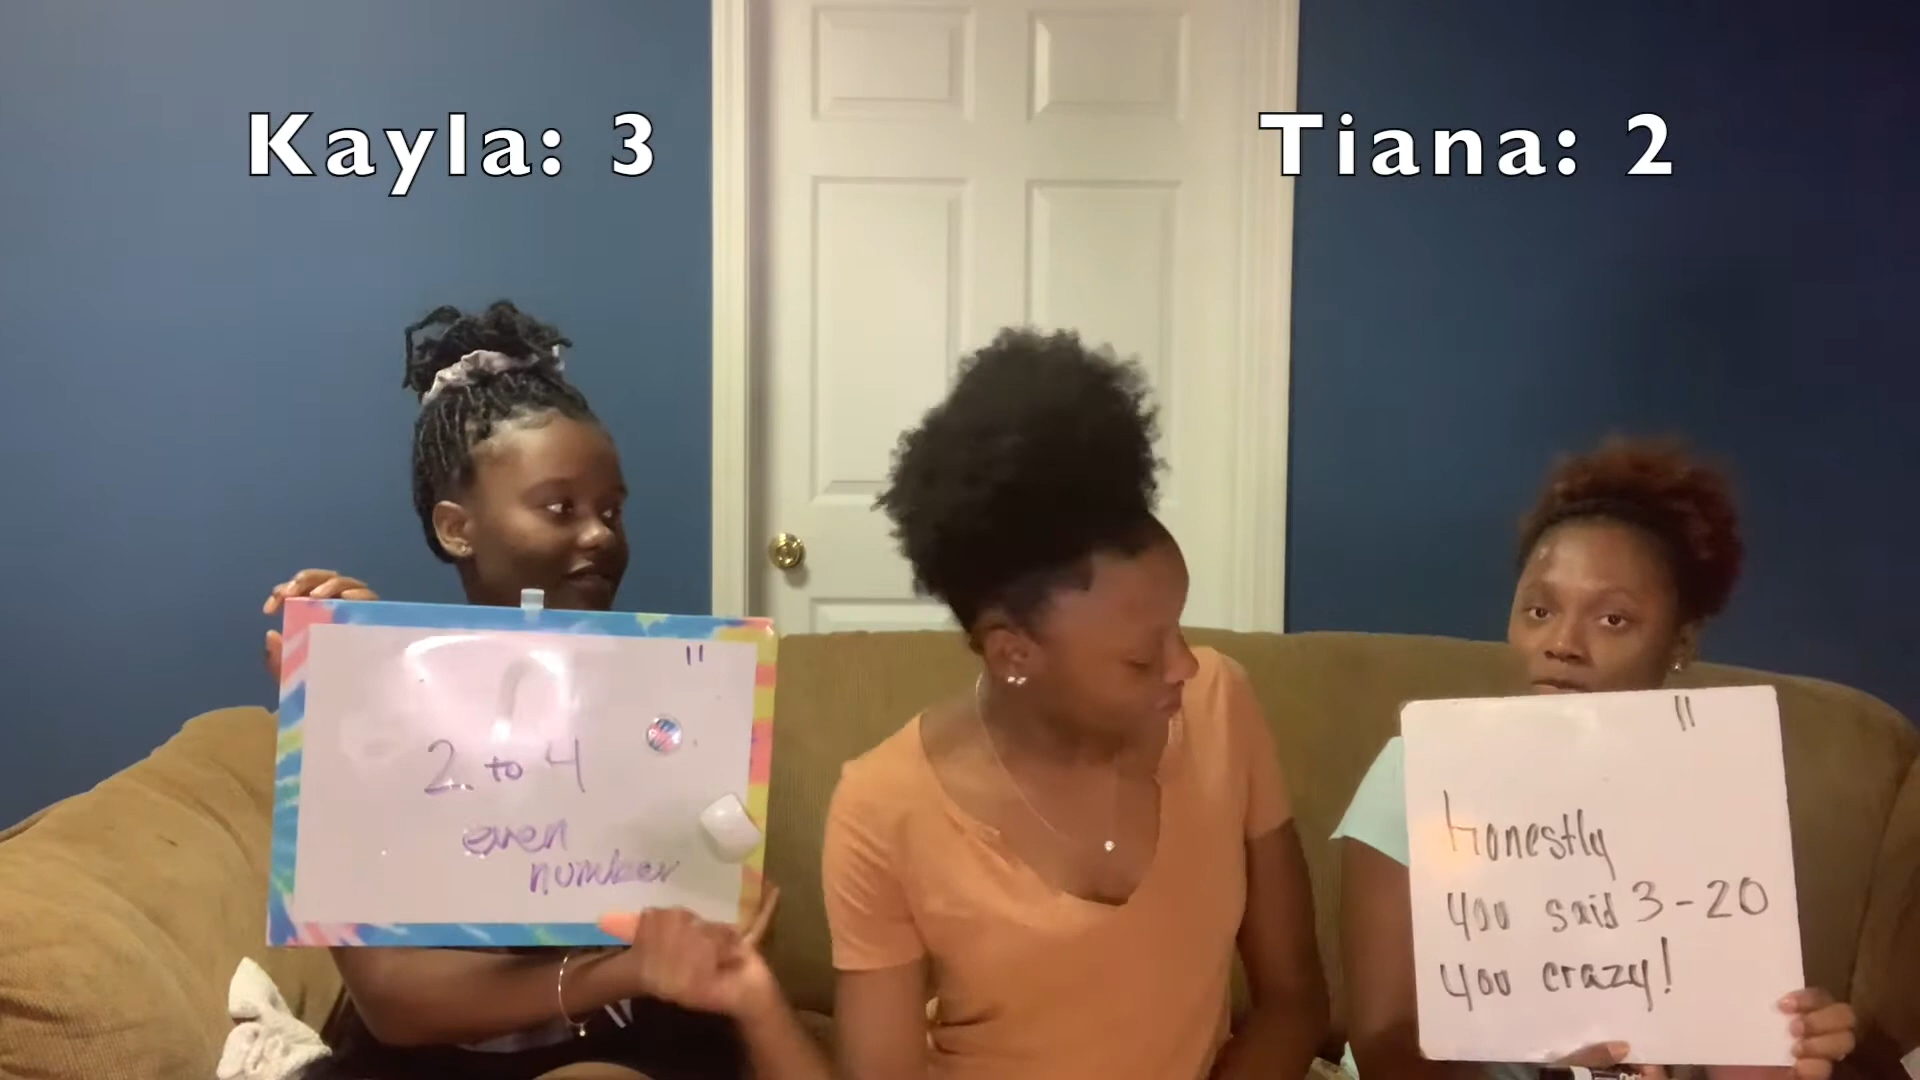 Kayla: 3
Tiana: 2
||
2 to 4
even
number
||
Honestly
you said 3-20
you crazy!